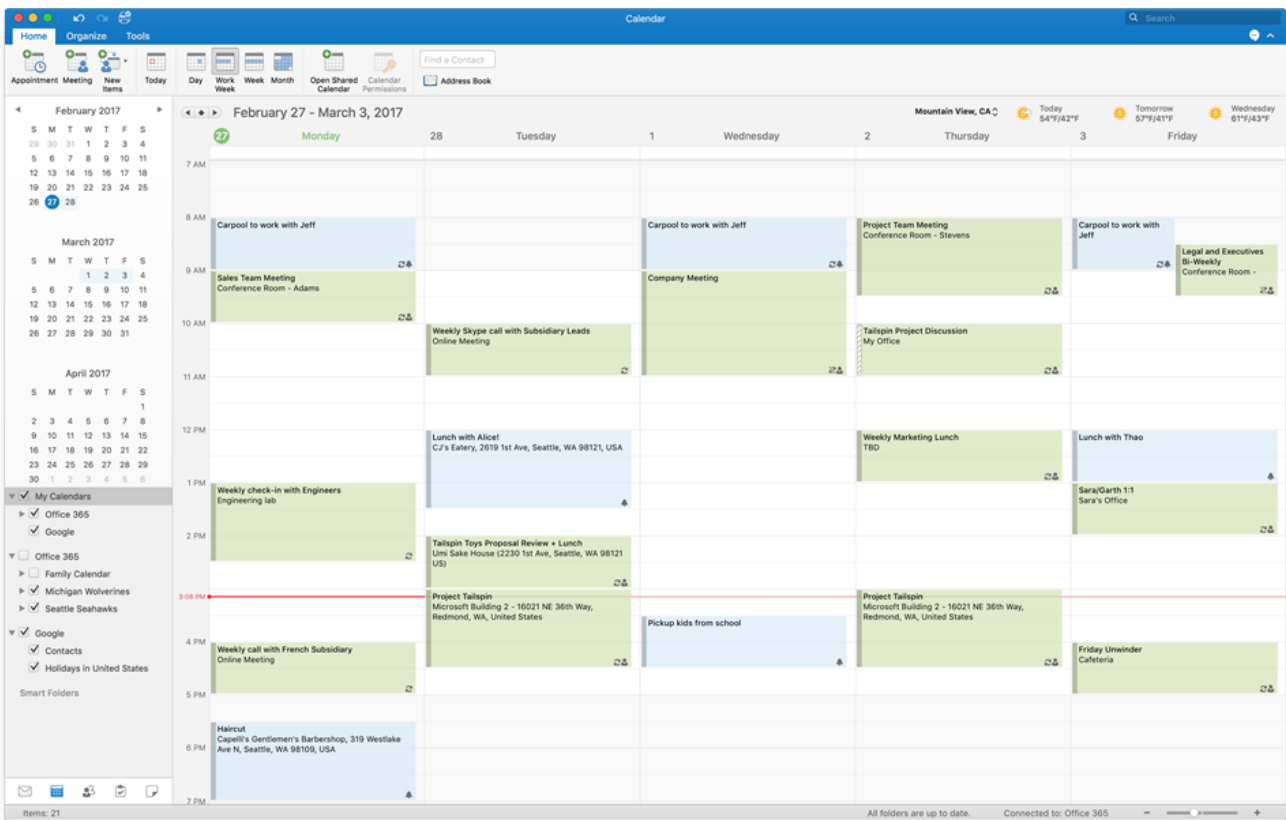 Calendar
Search
Home Organize Tools
Appointment Meeting New Items Today Day Work Week Week Month Open Shared Calendar Calendar Permissions
Find a Contact
Address Book
February 2017
S M T W T F S
29 30 31 1 2 3 4
5 6 7 8 9 10 11
12 13 14 15 16 17 18
19 20 21 22 23 24 25
26 27 28
March 2017
S M T W T F S
1 2 3 4
5 6 7 8 9 10 11
12 13 14 15 16 17 18
19 20 21 22 23 24 25
26 27 28 29 30 31
April 2017
S M T W T F S
1
2 3 4 5 6 7 8
9 10 11 12 13 14 15
16 17 18 19 20 21 22
23 24 25 26 27 28 29
30 1 2 3 4 5 6
My Calendars
Office 365
Google
Office 365
Family Calendar
Michigan Wolverines
Seattle Seahawks
Google
Contacts
Holidays in United States
Smart Folders
February 27 - March 3, 2017
Mountain View, CA
Today
54°F/42°F
Tomorrow
57°F/41°F
Wednesday
61°F/43°F
27 Monday 28 Tuesday 1 Wednesday 2 Thursday 3 Friday
7 AM
8 AM
9 AM
10 AM
11 AM
12 PM
1 PM
2 PM
3:08 PM
4 PM
5 PM
6 PM
7 PM
Carpool to work with Jeff
Sales Team Meeting
Conference Room - Adams
Weekly check-in with Engineers
Engineering lab
Weekly call with French Subsidiary
Online Meeting
Haircut
Capelli's Gentlemen's Barbershop, 319 Westlake
Ave N, Seattle, WA 98109, USA
Weekly Skype call with Subsidiary Leads
Online Meeting
Lunch with Alice!
CJ's Eatery, 2619 1st Ave, Seattle, WA 98121, USA
Tailspin Toys Proposal Review + Lunch
Umi Sake House (2230 1st Ave, Seattle, WA 98121
US)
Project Tailspin
Microsoft Building 2 - 16021 NE 36th Way,
Redmond, WA, United States
Carpool to work with Jeff
Company Meeting
Pickup kids from school
Project Team Meeting
Conference Room - Stevens
Tailspin Project Discussion
My Office
Weekly Marketing Lunch
TBD
Project Tailspin
Microsoft Building 2 - 16021 NE 36th Way,
Redmond, WA, United States
Carpool to work with
Jeff
Legal and Executives
Bi-Weekly
Conference Room -
Lunch with Thao
Sara/Garth 1:1
Sara's Office
Friday Unwinder
Cafeteria
Items: 21
All folders are up to date.
Connected to: Office 365